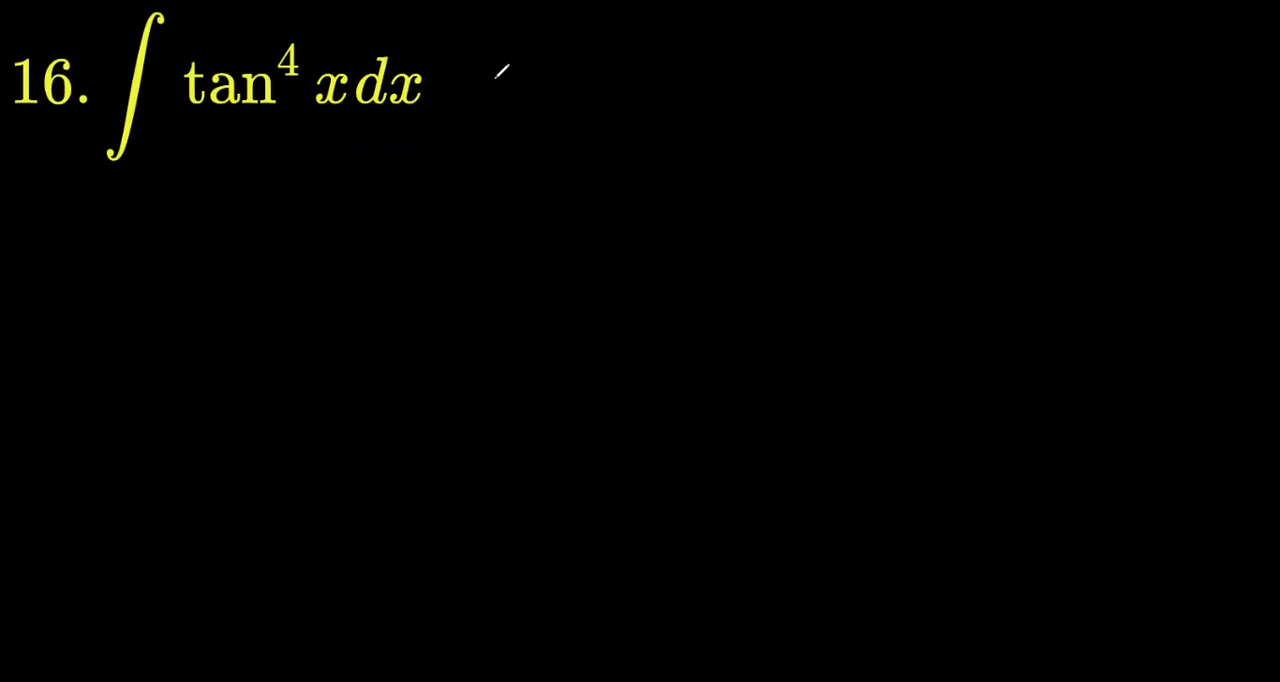 16. ∫ tan⁴ x dx